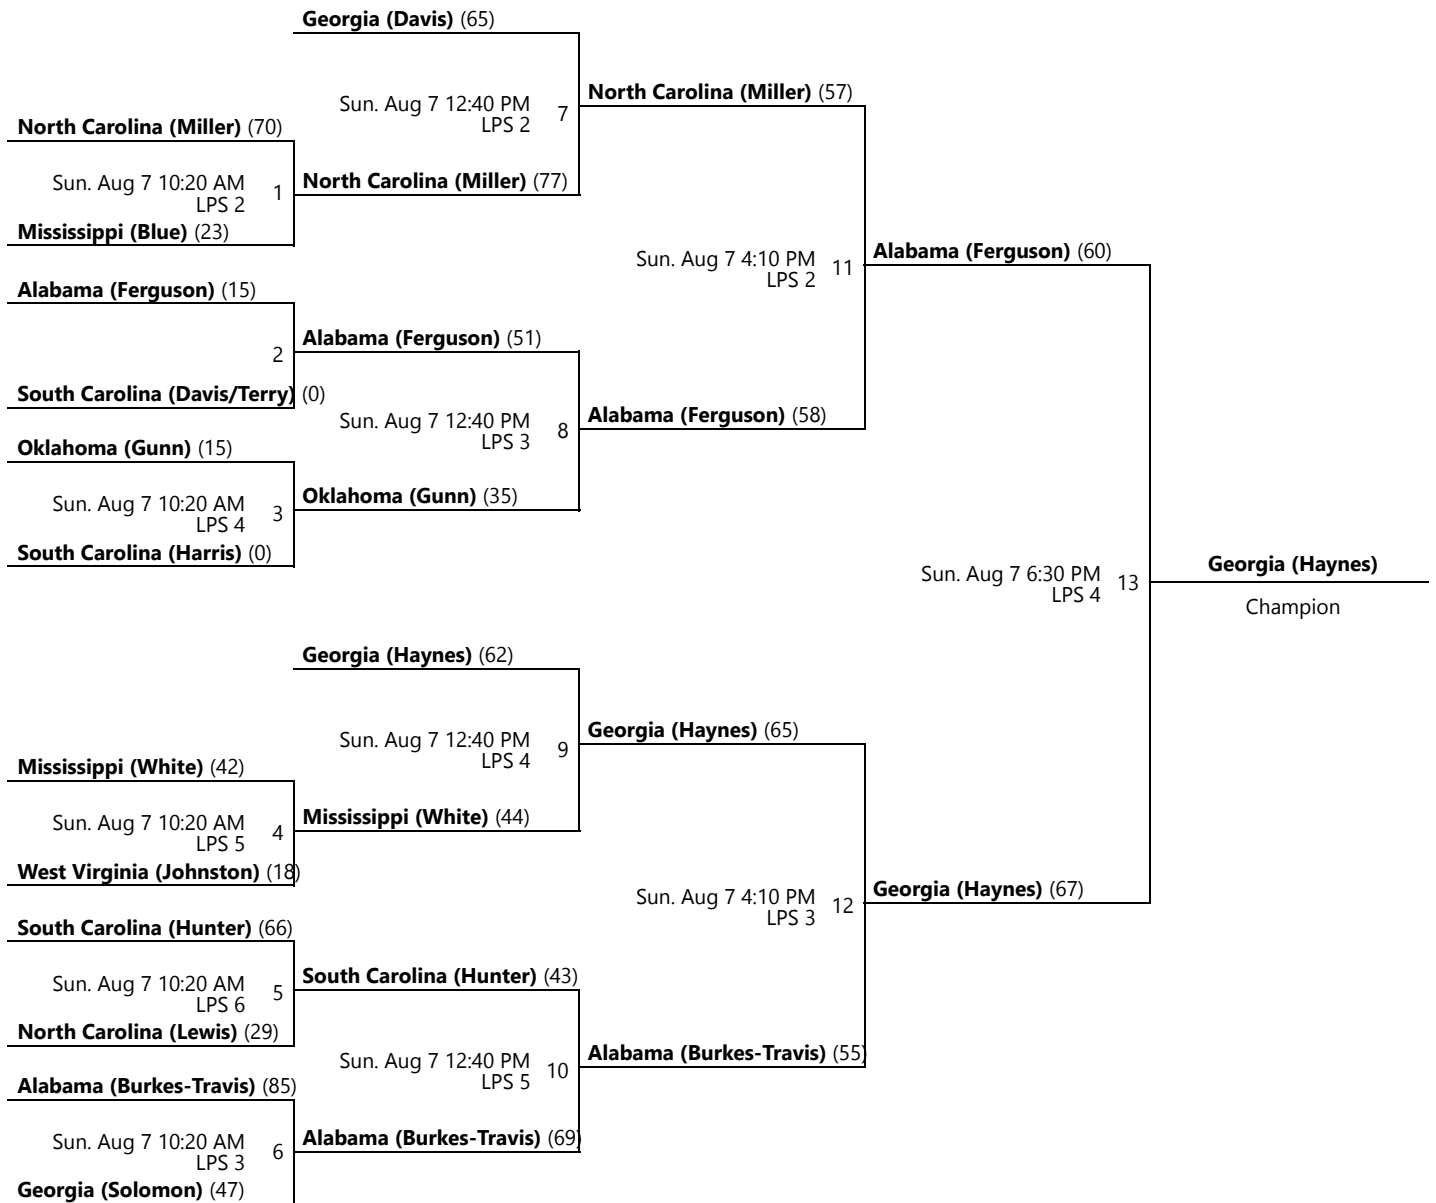 Georgia (Davis) (65)
Sun. Aug 7 12:40 PM
LPS 2
7
North Carolina (Miller) (57)
North Carolina (Miller) (70)
Sun. Aug 7 10:20 AM
LPS 2
1
North Carolina (Miller) (77)
Mississippi (Blue) (23)
Sun. Aug 7 4:10 PM
LPS 2
11
Alabama (Ferguson) (60)
Alabama (Ferguson) (15)
2
Alabama (Ferguson) (51)
South Carolina (Davis/Terry) (0)
Sun. Aug 7 12:40 PM
LPS 3
8
Alabama (Ferguson) (58)
Oklahoma (Gunn) (15)
Sun. Aug 7 10:20 AM
LPS 4
3
Oklahoma (Gunn) (35)
South Carolina (Harris) (0)
Sun. Aug 7 6:30 PM
LPS 4
13
Georgia (Haynes)
Champion
Georgia (Haynes) (62)
Sun. Aug 7 12:40 PM
LPS 4
9
Georgia (Haynes) (65)
Mississippi (White) (42)
Sun. Aug 7 10:20 AM
LPS 5
4
Mississippi (White) (44)
West Virginia (Johnston) (18)
Sun. Aug 7 4:10 PM
LPS 3
12
Georgia (Haynes) (67)
South Carolina (Hunter) (66)
Sun. Aug 7 10:20 AM
LPS 6
5
South Carolina (Hunter) (43)
North Carolina (Lewis) (29)
Sun. Aug 7 12:40 PM
LPS 5
10
Alabama (Burkes-Travis) (55)
Alabama (Burkes-Travis) (85)
Sun. Aug 7 10:20 AM
LPS 3
6
Alabama (Burkes-Travis) (69)
Georgia (Solomon) (47)